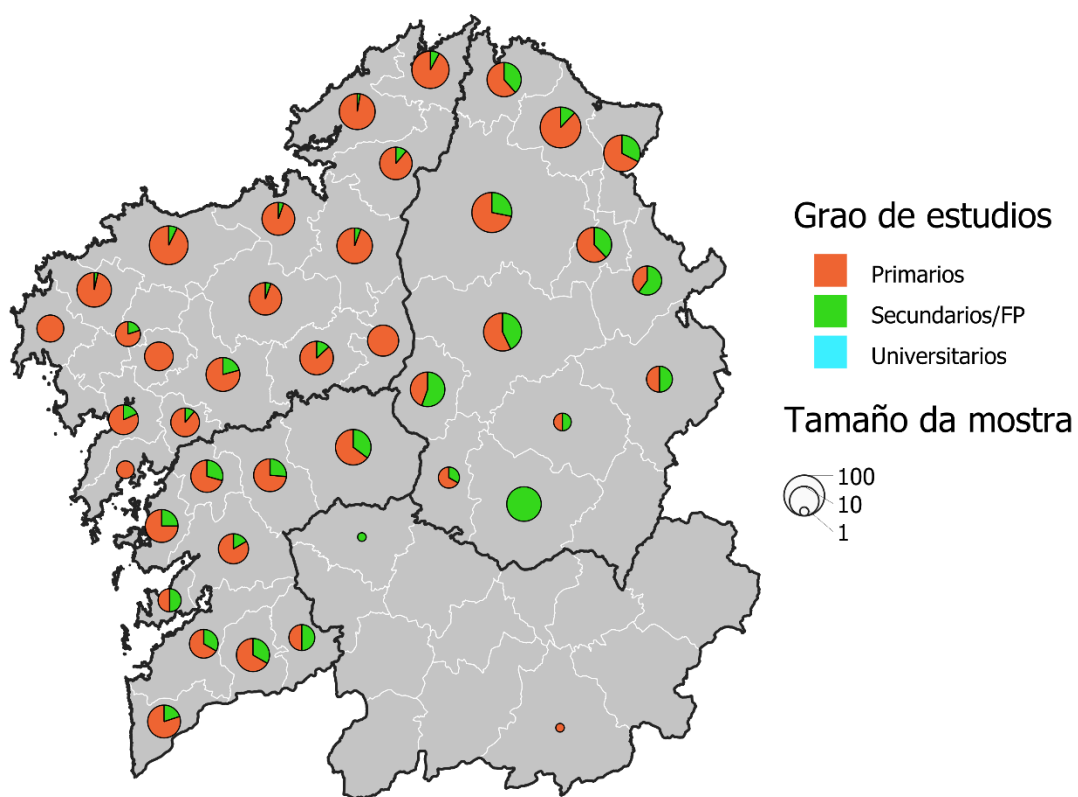 Grao de estudios
Primarios
Secundarios/FP
Universitarios
Tamaño da mostra
100
10
1